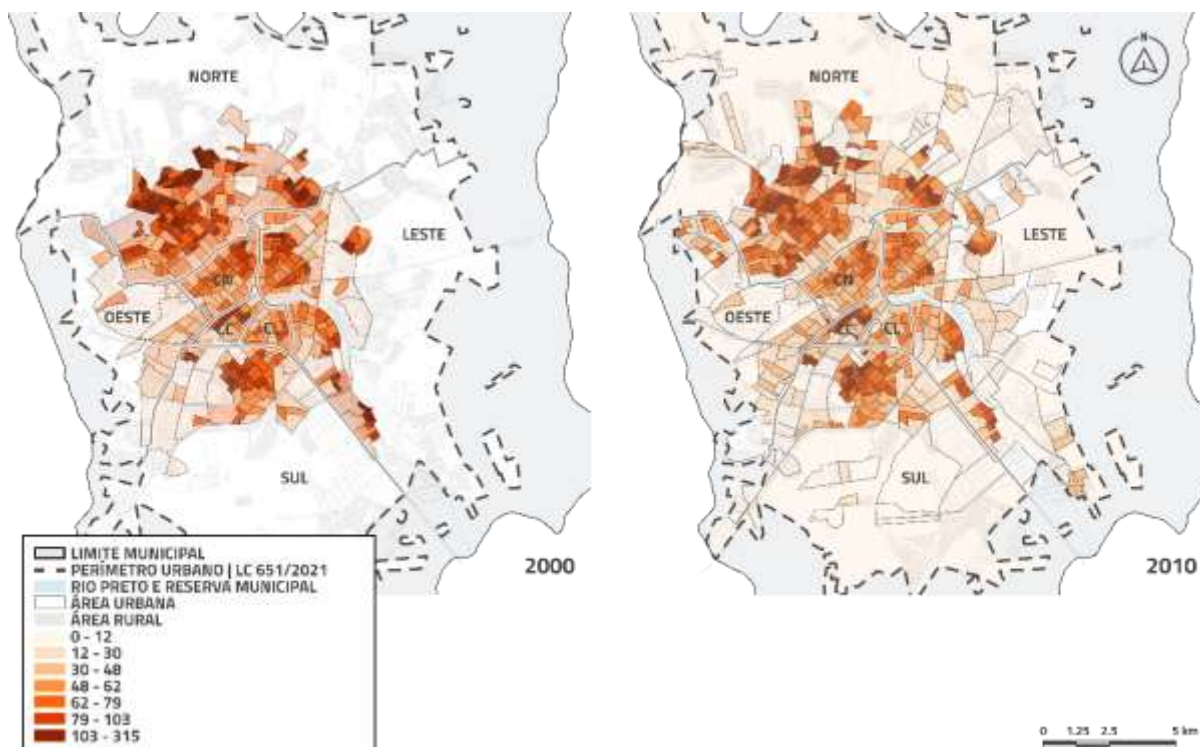 NORTE
LESTE
CN
OESTE
CC
CL
SUL
2000
N
NORTE
LESTE
CN
OESTE
CC
CL
SUL
2010
LIMITE MUNICIPAL
PERÍMETRO URBANO | LC 651/2021
RIO PRETO E RESERVA MUNICIPAL
ÁREA URBANA
ÁREA RURAL
0 - 12
12 - 30
30 - 48
48 - 62
62 - 79
79 - 103
103 - 315
0 1.25 2.5 5 km